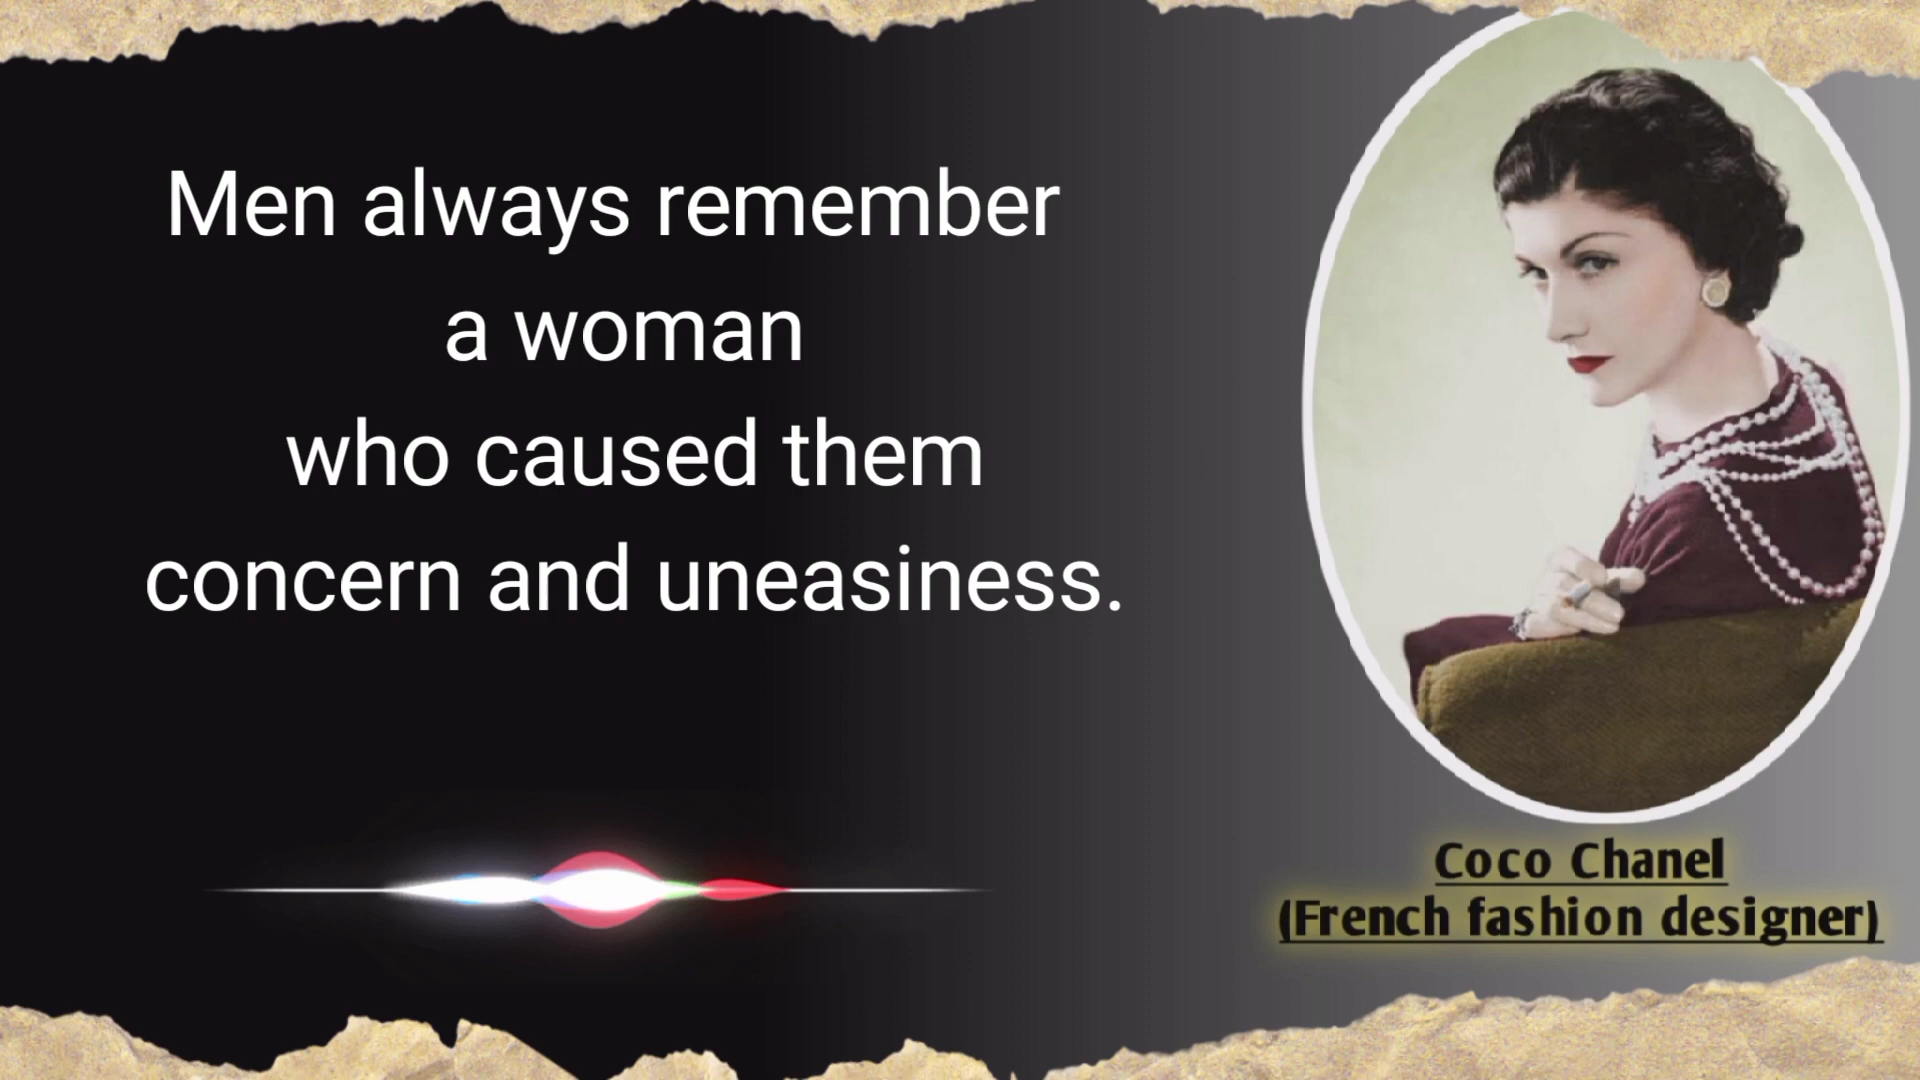 Men always remember
a woman
who caused them
concern and uneasiness.
Coco Chanel
(French fashion designer)